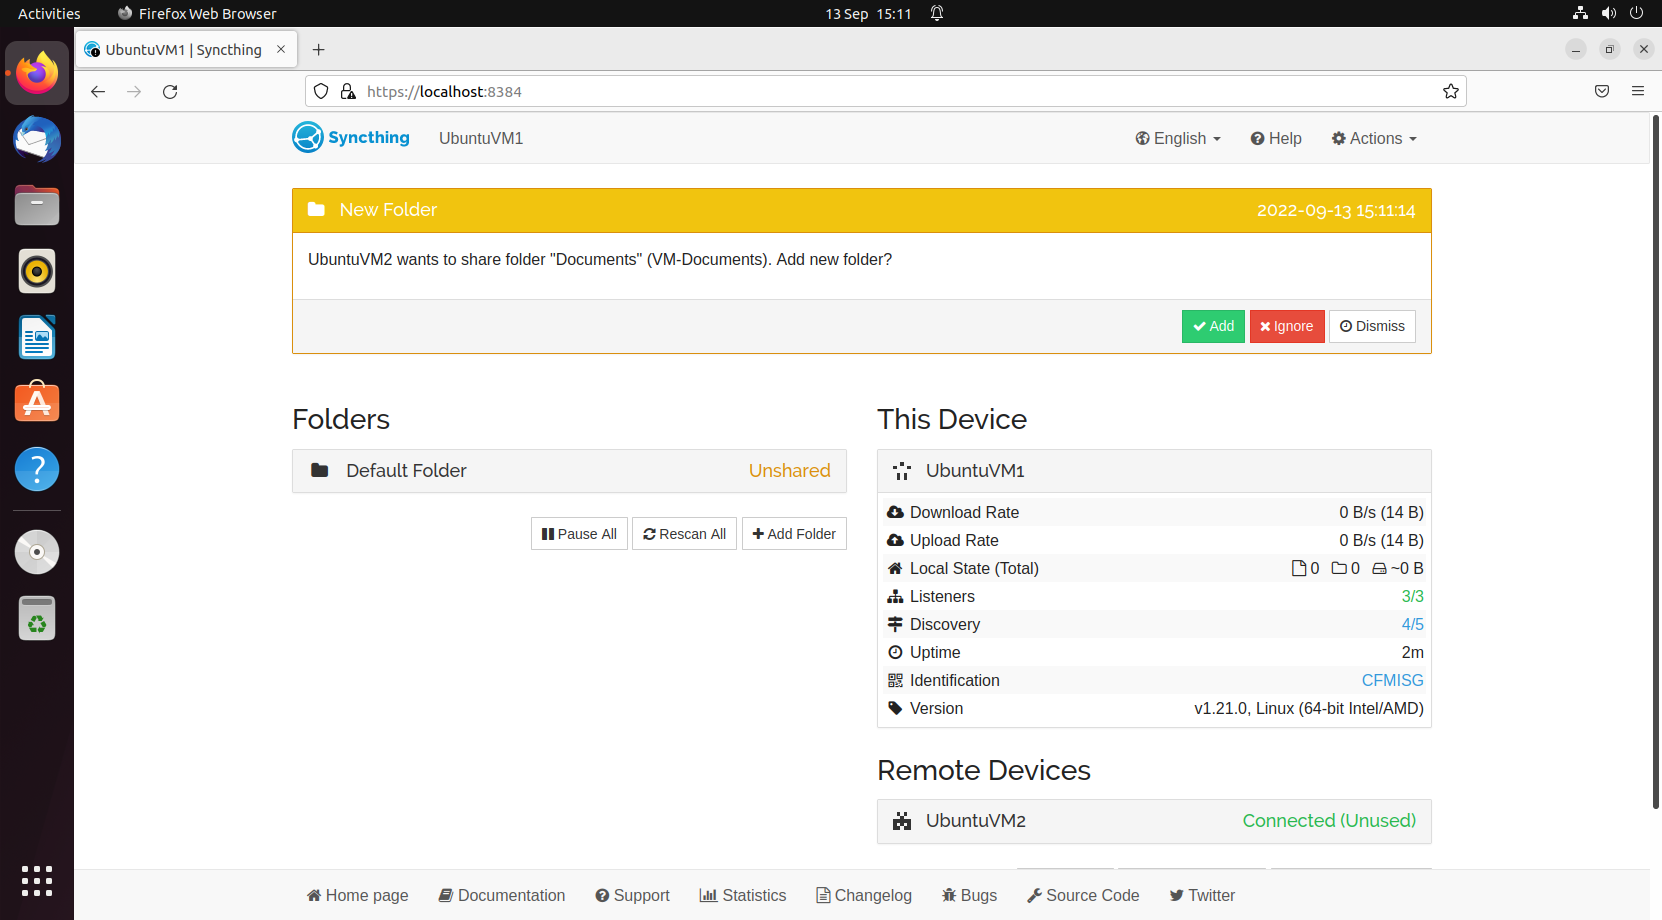 Activities Firefox Web Browser 13 Sep 15:11
UbuntuVM1 | Syncthing
https://localhost:8384
Syncthing UbuntuVM1 English Help Actions
New Folder 2022-09-13 15:11:14
UbuntuVM2 wants to share folder "Documents" (VM-Documents). Add new folder?
Add Ignore Dismiss
Folders
Default Folder Unshared
Pause All Rescan All Add Folder
This Device
UbuntuVM1
Download Rate 0 B/s (14 B)
Upload Rate 0 B/s (14 B)
Local State (Total) 0 0 ~0 B
Listeners 3/3
Discovery 4/5
Uptime 2m
Identification CFMISG
Version v1.21.0, Linux (64-bit Intel/AMD)
Remote Devices
UbuntuVM2 Connected (Unused)
Home page Documentation Support Statistics Changelog Bugs Source Code Twitter